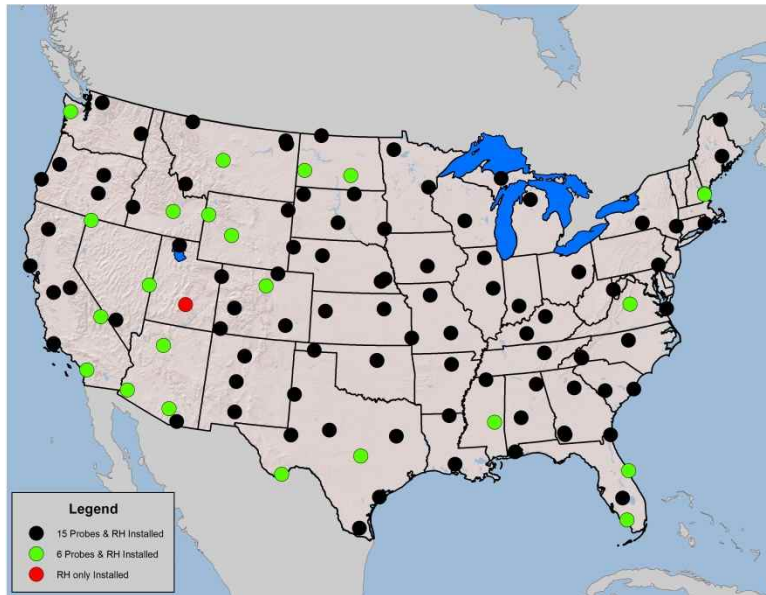 Legend
15 Probes & RH Installed
6 Probes & RH Installed
RH only Installed